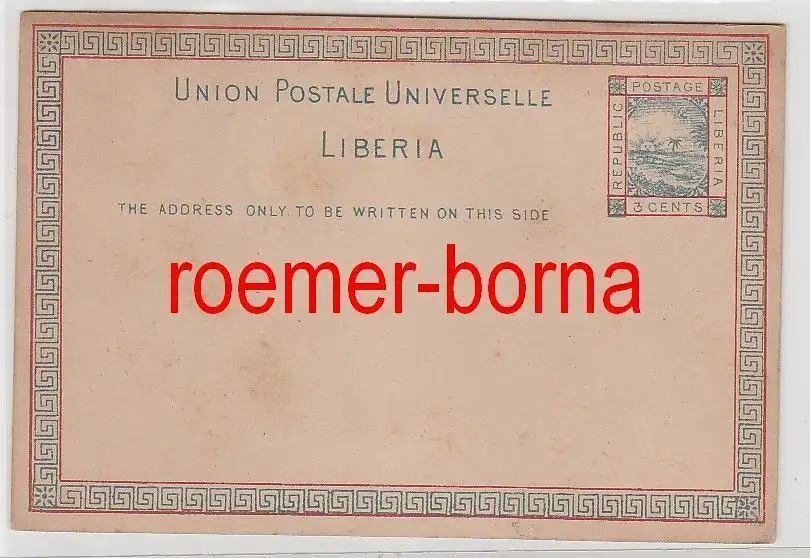 UNION POSTALE UNIVERSELLE
LIBERIA
THE ADDRESS ONLY TO BE WRITTEN ON THIS SIDE
POSTAGE
REPUBLIC
LIBERIA
3 CENTS
roemer-borna